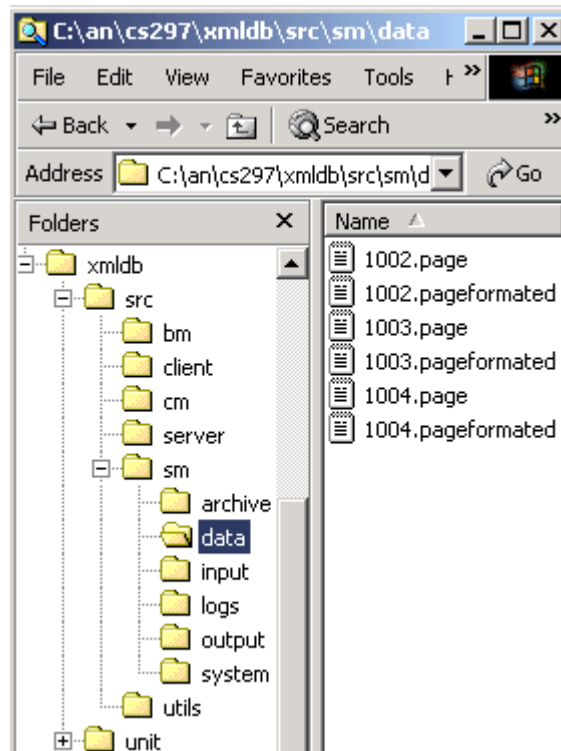 C:\an\cs297\xmldb\src\sm\data
File Edit View Favorites Tools »
Back Search »
Address C:\an\cs297\xmldb\src\sm\d Go
Folders
xmldb
src
bm
client
cm
server
sm
archive
data
input
logs
output
system
utils
unit
Name
1002.page
1002.pageformated
1003.page
1003.pageformated
1004.page
1004.pageformated